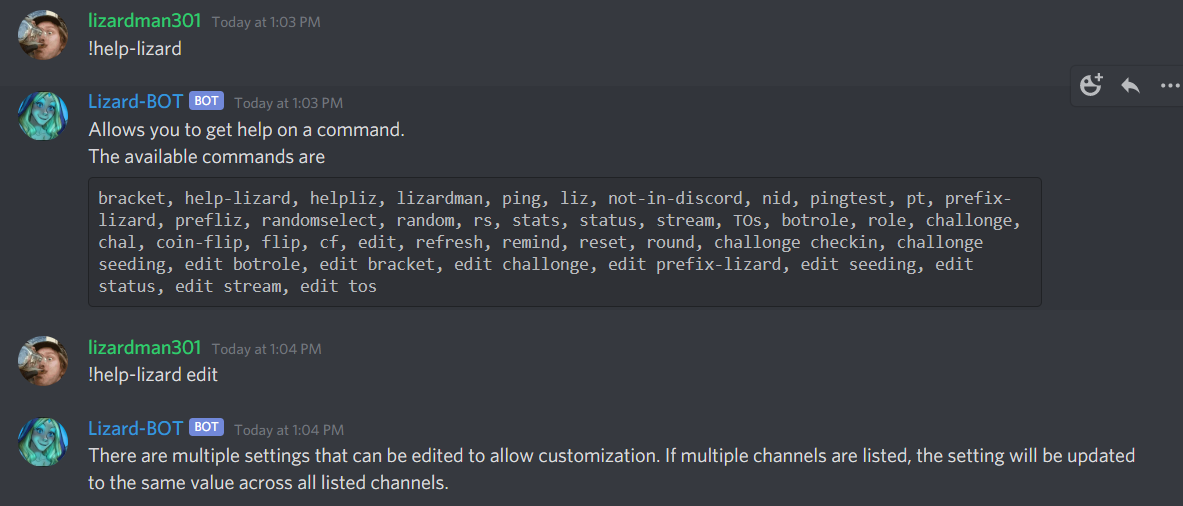 lizardman301 Today at 1:03 PM
!help-lizard
Lizard-BOT BOT Today at 1:03 PM
Allows you to get help on a command.
The available commands are
bracket, help-lizard, helpliz, lizardman, ping, liz, not-in-discord, nid, pingtest, pt, prefix-
lizard, prefliz, randomselect, random, rs, stats, status, stream, TOs, botrole, role, challonge,
chal, coin-flip, flip, cf, edit, refresh, remind, reset, round, challonge checkin, challonge
seeding, edit botrole, edit bracket, edit challonge, edit prefix-lizard, edit seeding, edit
status, edit stream, edit tos
lizardman301 Today at 1:04 PM
!help-lizard edit
Lizard-BOT BOT Today at 1:04 PM
There are multiple settings that can be edited to allow customization. If multiple channels are listed, the setting will be updated
to the same value across all listed channels.